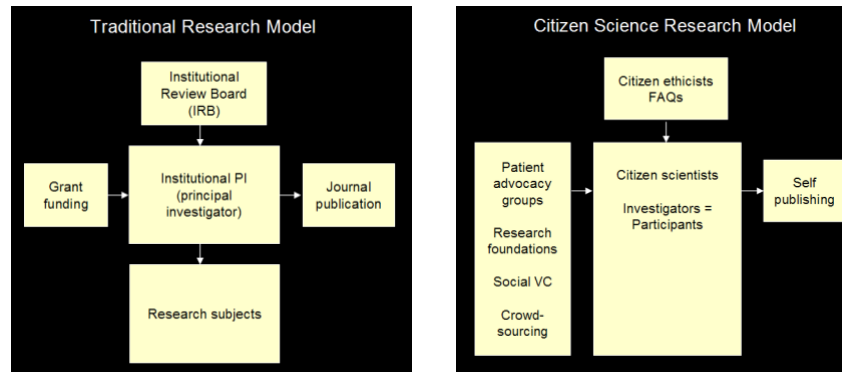 Traditional Research Model
Institutional
Review Board
(IRB)
Grant
funding
Institutional PI
(principal
investigator)
Journal
publication
Research subjects
Citizen Science Research Model
Citizen ethicists
FAQs
Patient
advocacy
groups
Research
foundations
Social VC
Crowd-
sourcing
Citizen scientists
Investigators =
Participants
Self
publishing